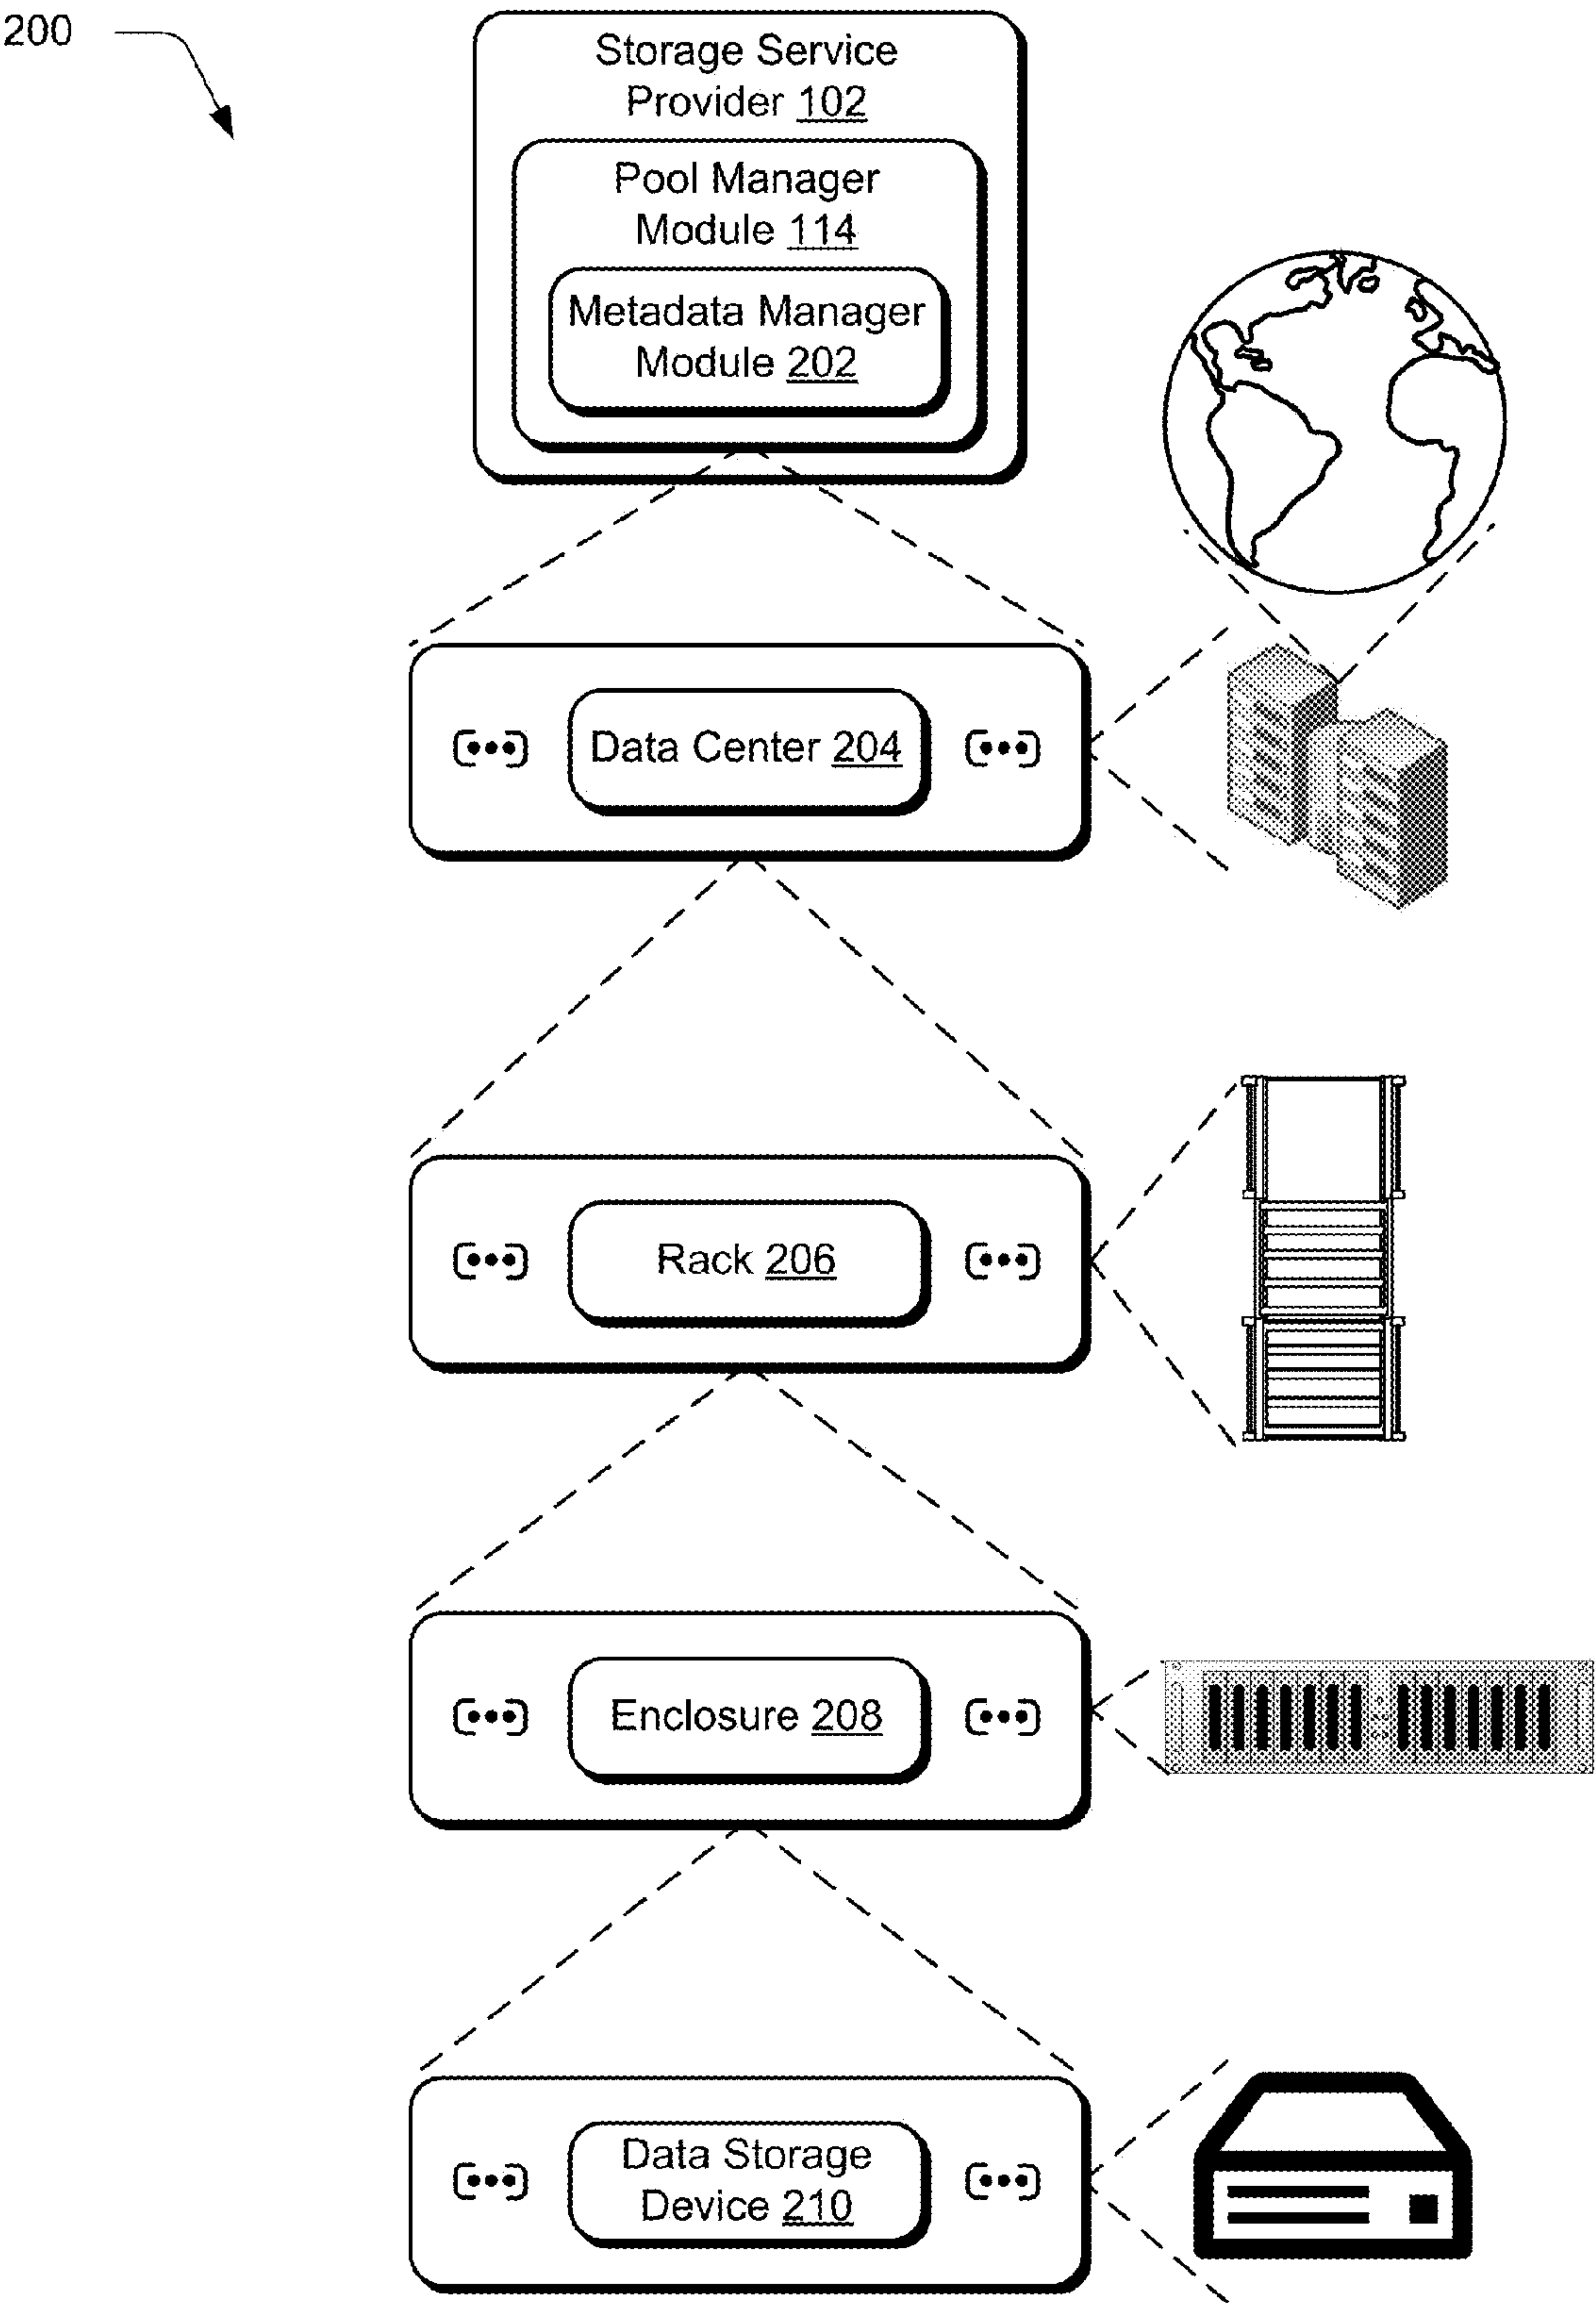 200
Storage Service
Provider 102
Pool Manager
Module 114
Metadata Manager
Module 202
Data Center 204
Rack 206
Enclosure 208
Data Storage
Device 210